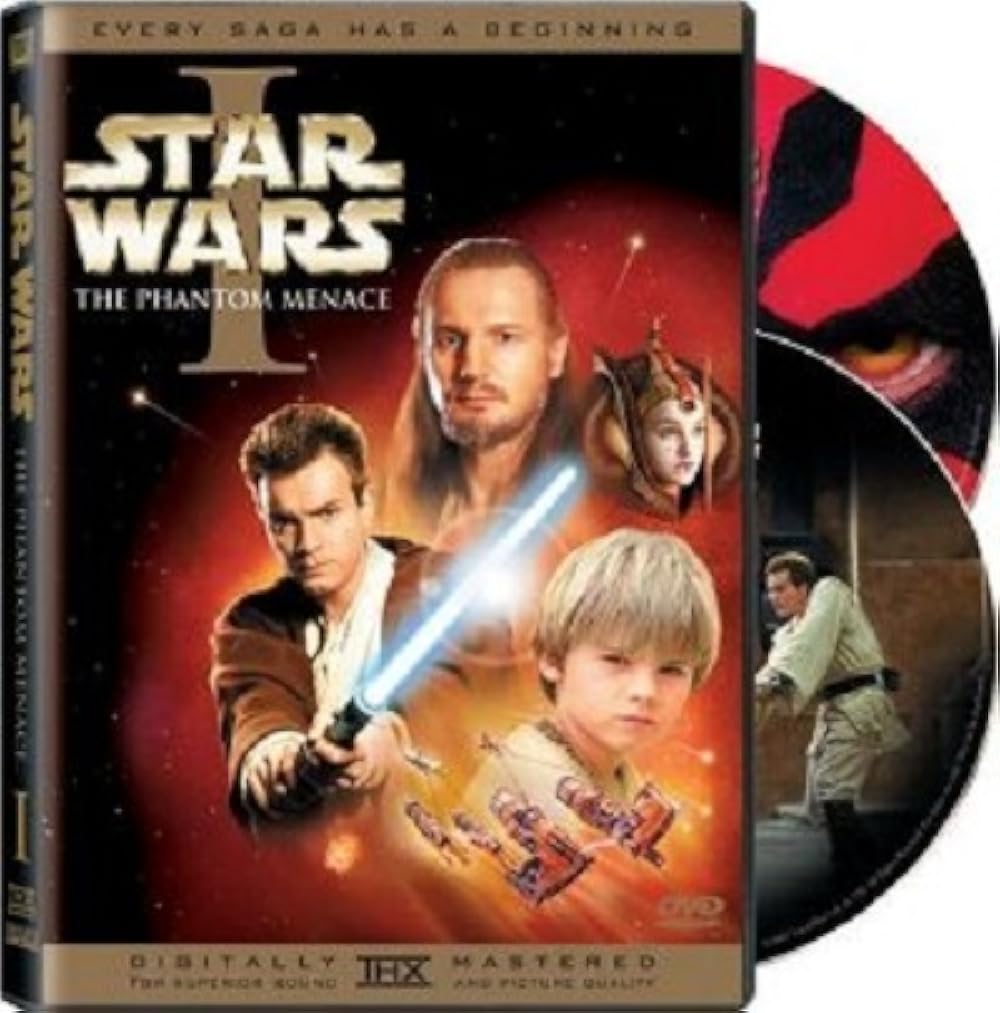 EVERY SAGA HAS A BEGINNING
I
STAR
WARS
THE PHANTOM MENACE
STAR WARS THE PHANTOM MENACE I
DVD
DIGITALLY THX MASTERED
FOR SUPERIOR SOUND AND PICTURE QUALITY